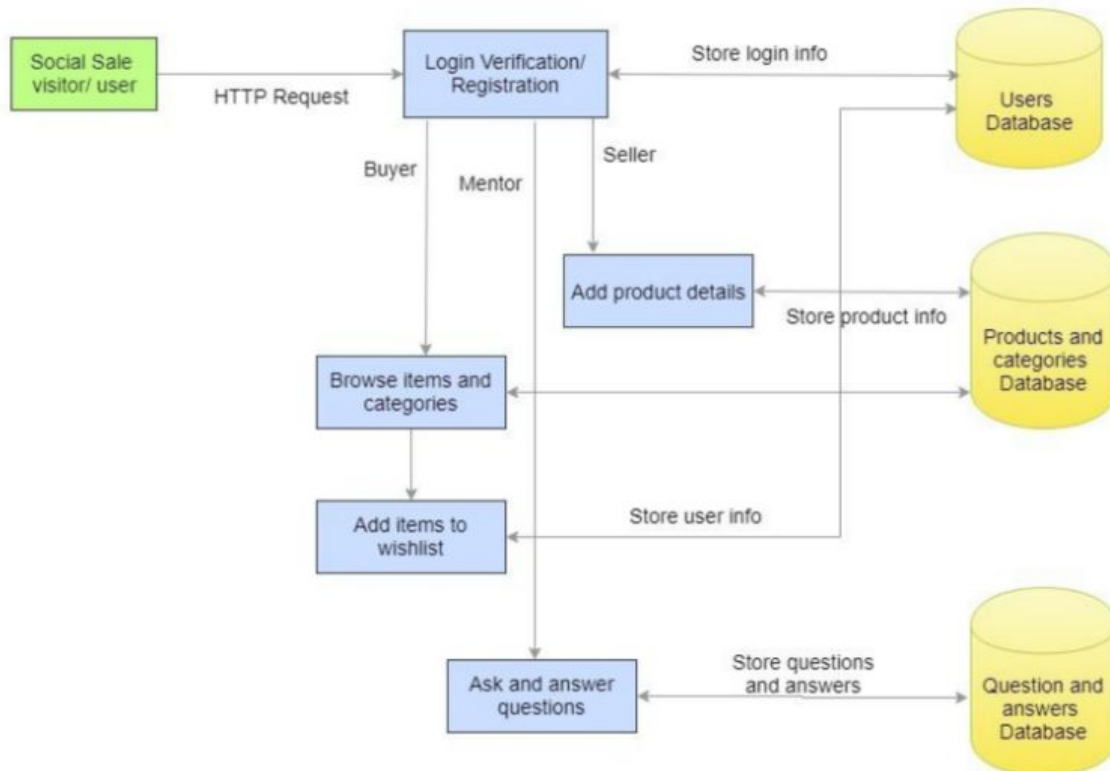 Social Sale
visitor/ user
HTTP Request
Login Verification/
Registration
Store login info
Users
Database
Buyer
Mentor
Seller
Add product details
Store product info
Products and
categories
Database
Browse items and
categories
Add items to
wishlist
Store user info
Ask and answer
questions
Store questions
and answers
Question and
answers
Database